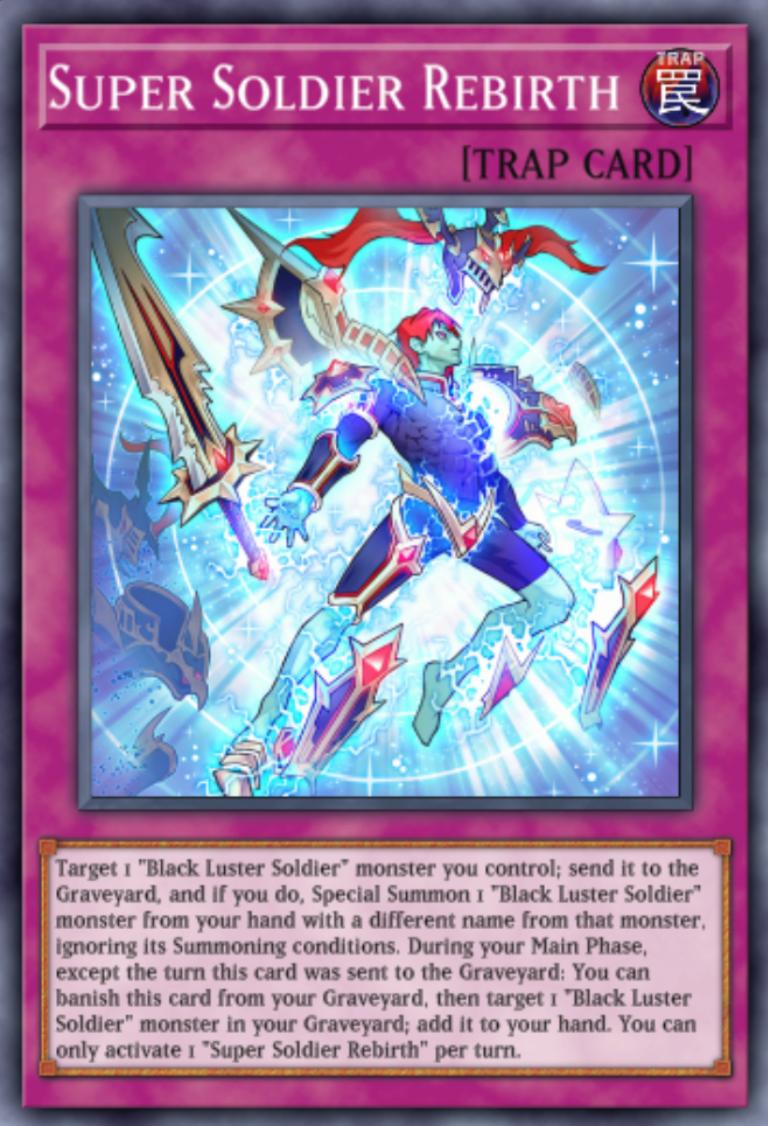 SUPER SOLDIER REBIRTH
TRAP
罠
[TRAP CARD]
Target 1 "Black Luster Soldier" monster you control; send it to the
Graveyard, and if you do, Special Summon 1 "Black Luster Soldier"
monster from your hand with a different name from that monster,
ignoring its Summoning conditions. During your Main Phase,
except the turn this card was sent to the Graveyard: You can
banish this card from your Graveyard, then target 1 "Black Luster
Soldier" monster in your Graveyard; add it to your hand. You can
only activate 1 "Super Soldier Rebirth" per turn.